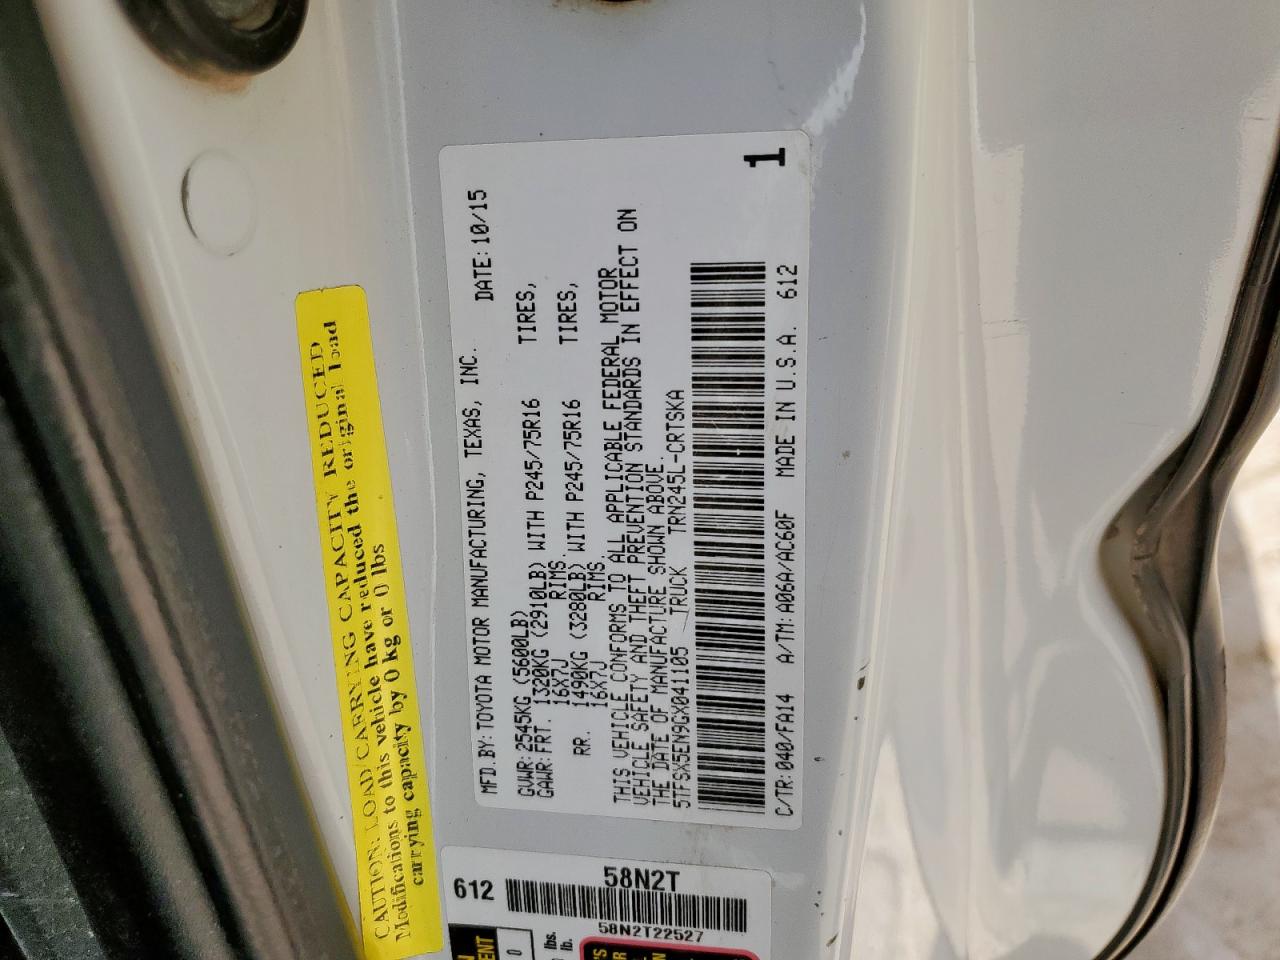 CAUTION: LOAD CARRYING CAPACITY REDUCED
Modifications to this vehicle have reduced the original load
carrying capacity by 0 kg or 0 lbs
MFD.BY: TOYOTA MOTOR MANUFACTURING, TEXAS, INC. DATE: 10/15
GVWR: 2545KG (5600LB)
GAWR: FRT. 1320KG (2910LB) WITH P245/75R16 TIRES,
16X7J RIMS
RR. 1490KG (3280LB) WITH P245/75R16 TIRES,
16X7J RIMS.
THIS VEHICLE CONFORMS TO ALL APPLICABLE FEDERAL MOTOR
VEHICLE SAFETY AND THEFT PREVENTION STANDARDS IN EFFECT ON
THE DATE OF MANUFACTURE SHOWN ABOVE.
5TFSX5EN9GX041105 TRUCK TRN245L-CRTSKA
C/TR: 040/FA14 A/TM: A06A/AC60F MADE IN U.S.A. 612
1
612
58N2T
58N2T22527
0
lbs.
lb.